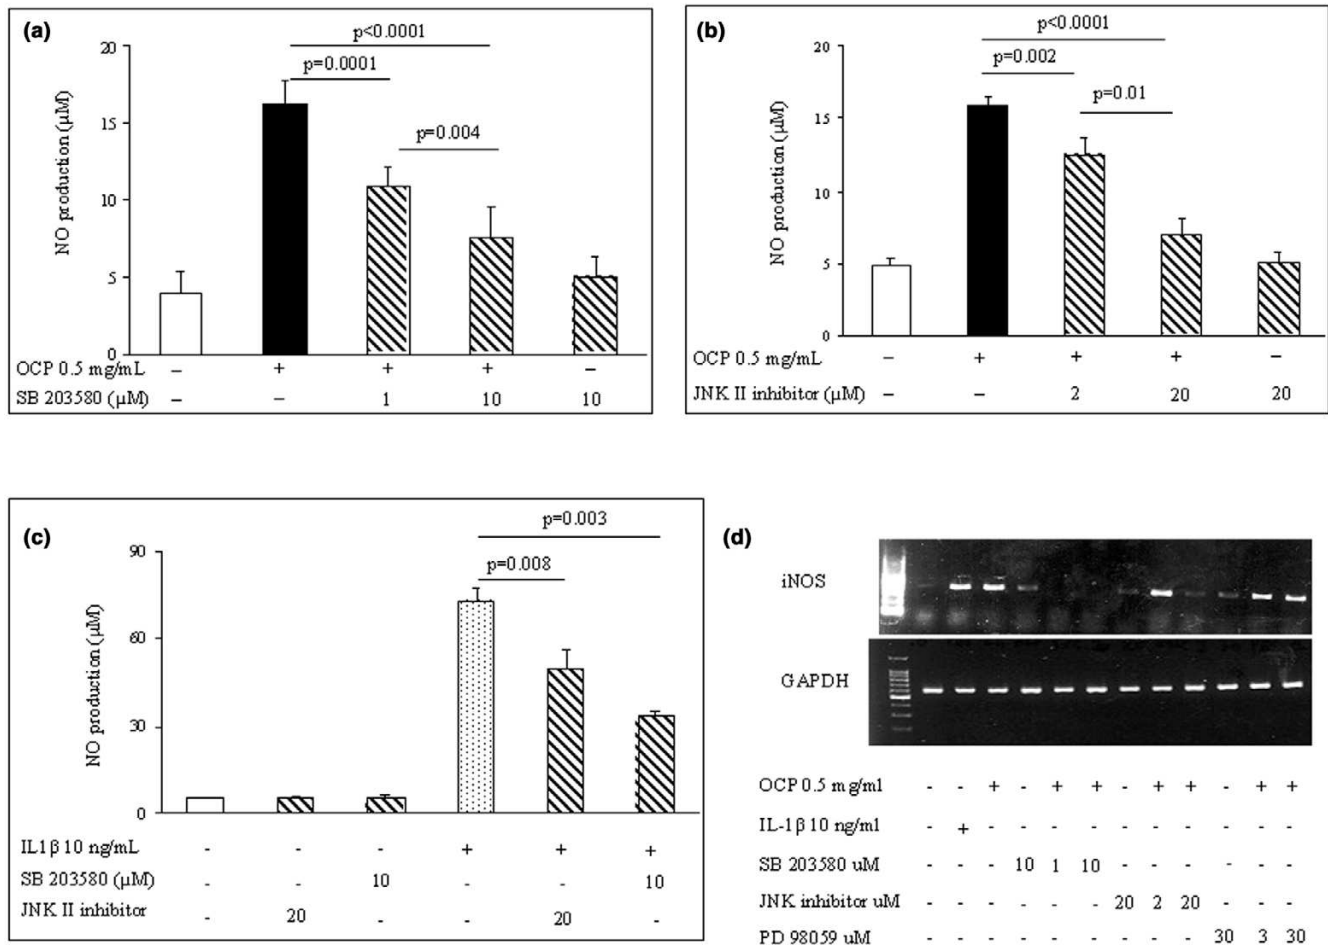 (a)
p<0.0001
p=0.0001
p=0.004
20
15
10
5
0
NO production (μM)
OCP 0.5 mg/mL – + + + –
SB 203580 (μM) – – 1 10 10
(b)
p<0.0001
p=0.002
p=0.01
20
15
10
5
0
NO production (μM)
OCP 0.5 mg/mL – + + + –
JNK II inhibitor (μM) – – 2 20 20
(c)
p=0.003
p=0.008
90
60
30
0
NO production (μM)
IL1β 10 ng/mL - - - + + +
SB 203580 (μM) - - 10 - - 10
JNK II inhibitor - 20 - - 20 -
(d)
iNOS
GAPDH
OCP 0.5 mg/ml - - + - + + - + + - + +
IL-1β 10 ng/ml - + - - - - - - - - - -
SB 203580 uM - - - 10 1 10 - - - - - -
JNK inhibitor uM - - - - - - 20 2 20 - - -
PD 98059 uM - - - - - - - - - 30 3 30